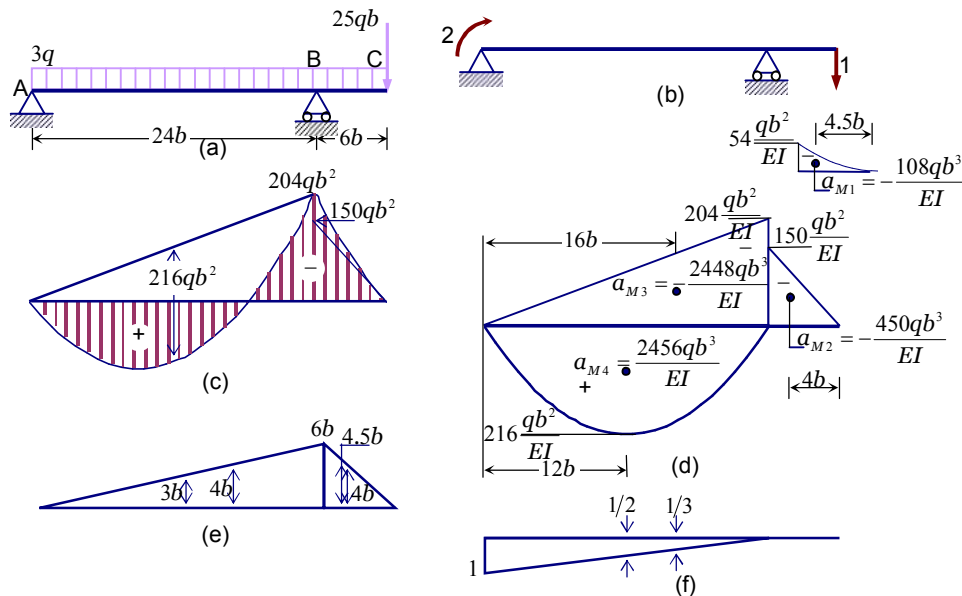 25qb
3q
A
B
C
24b
6b
(a)
2
1
(b)
204qb²
150qb²
216qb²
−
+
(c)
6b
4.5b
3b
4b
4b
(e)
54 qb²/EI
4.5b
−
a_M1 = −108qb³/EI
204 qb²/EI
150 qb²/EI
16b
−
−
a_M3 = −2448qb³/EI
a_M2 = −450qb³/EI
a_M4 = 2456qb³/EI
+
4b
216 qb²/EI
12b
(d)
1/2
1/3
1
(f)